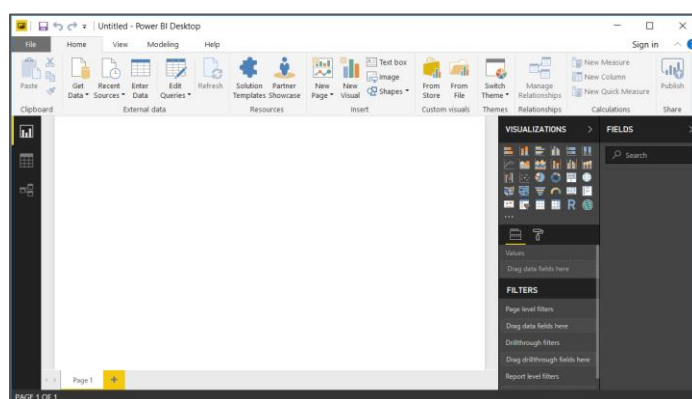 Untitled - Power BI Desktop
File Home View Modeling Help Sign in
Paste
Get Data
Recent Sources
Enter Data
Edit Queries
Refresh
Solution Templates
Partner Showcase
New Page
New Visual
Text box
Image
Shapes
From Store
From File
Switch Theme
Manage Relationships
New Measure
New Column
New Quick Measure
Publish
Clipboard External data Resources Insert Custom visuals Themes Relationships Calculations Share
VISUALIZATIONS FIELDS
Search
R
...
Values
Drag data fields here
FILTERS
Page level filters
Drag data fields here
Drillthrough filters
Drag drillthrough fields here
Report level filters
Page 1
PAGE 1 OF 1